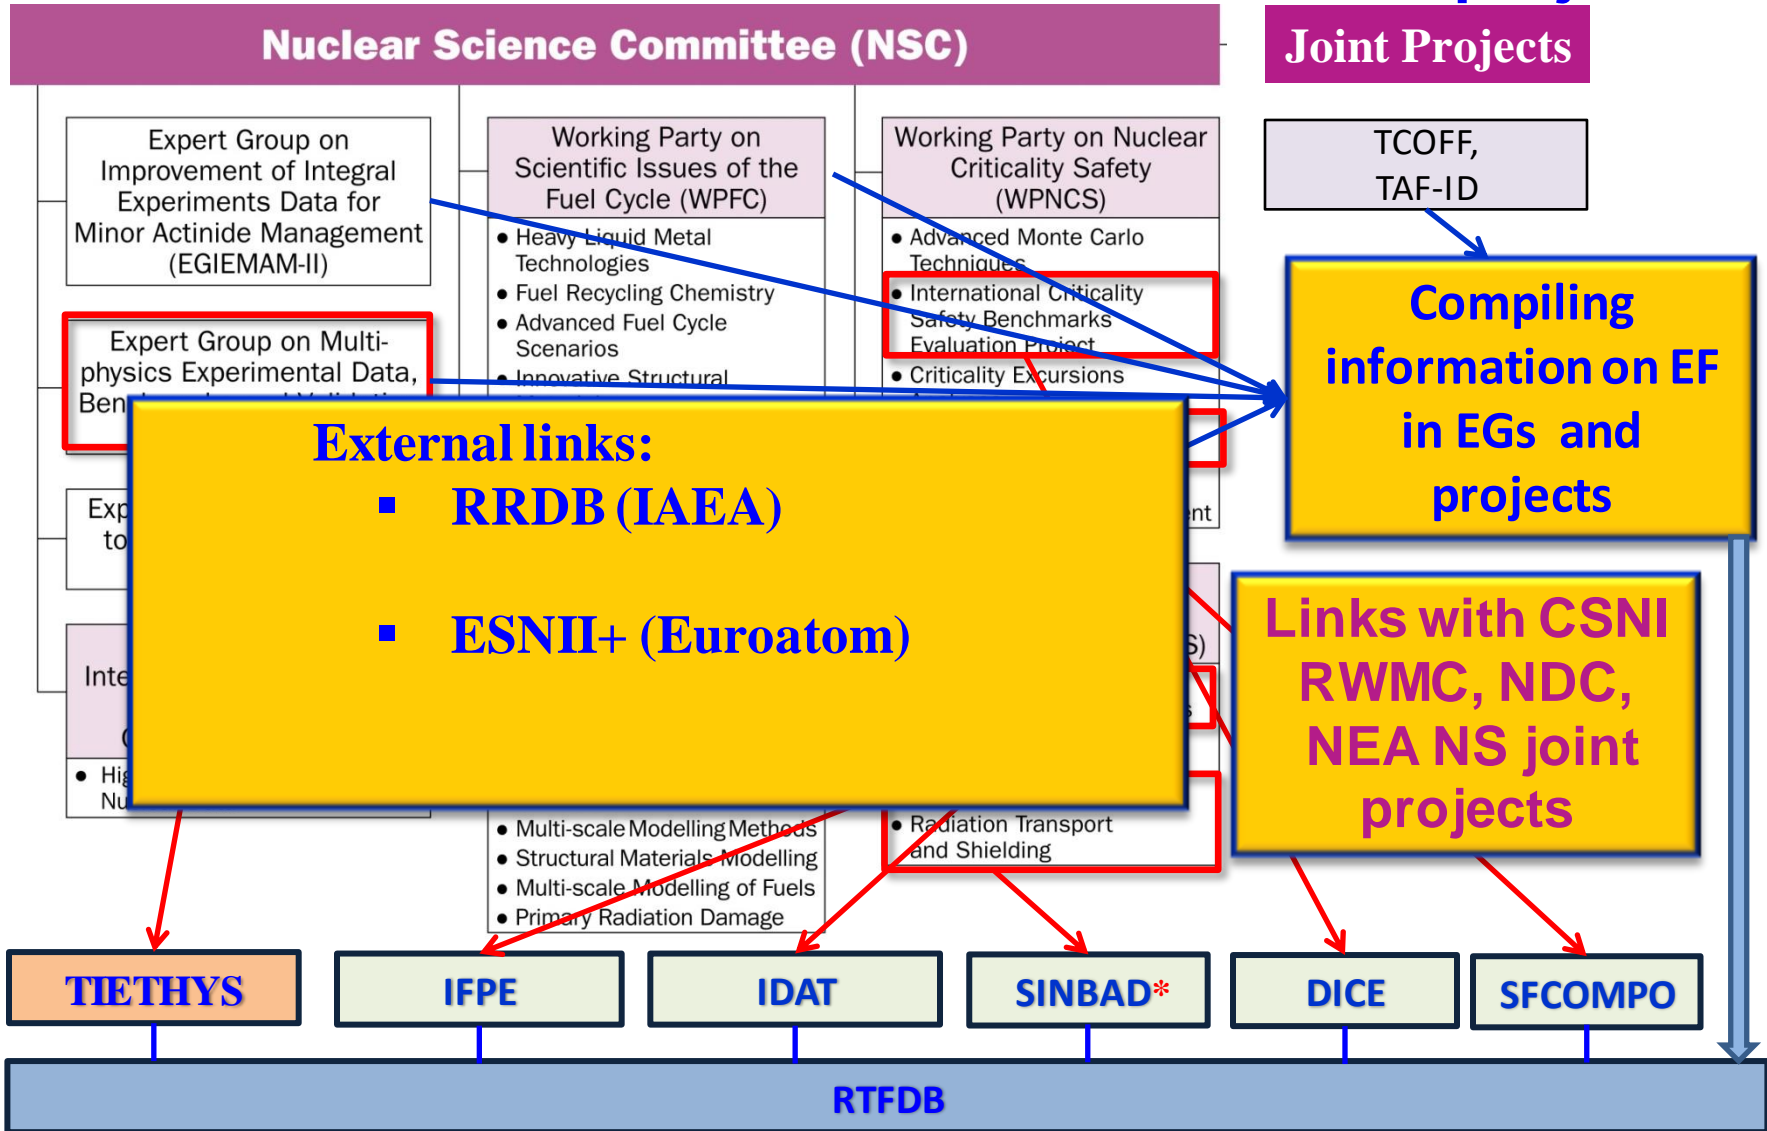 Nuclear Science Committee (NSC)
Joint Projects
Expert Group on
Improvement of Integral
Experiments Data for
Minor Actinide Management
(EGIEMAM-II)
Expert Group on Multi-
physics Experimental Data,
Working Party on
Scientific Issues of the
Fuel Cycle (WPFC)
● Heavy Liquid Metal
Technologies
● Fuel Recycling Chemistry
● Advanced Fuel Cycle
Scenarios
● Innovative Structural
Working Party on Nuclear
Criticality Safety
(WPNCS)
● Advanced Monte Carlo
Techniques
● International Criticality
Safety Benchmarks
Evaluation Project
● Criticality Excursions
TCOFF,
TAF-ID
Compiling
information on EF
in EGs and
projects
External links:
▪ RRDB (IAEA)
▪ ESNII+ (Euroatom)
Exp
to
Inte
● Hig
Nu
ent
S)
s
Links with CSNI
RWMC, NDC,
NEA NS joint
projects
● Multi-scale Modelling Methods
● Structural Materials Modelling
● Multi-scale Modelling of Fuels
● Primary Radiation Damage
● Radiation Transport
and Shielding
TIETHYS
IFPE
IDAT
SINBAD*
DICE
SFCOMPO
RTFDB